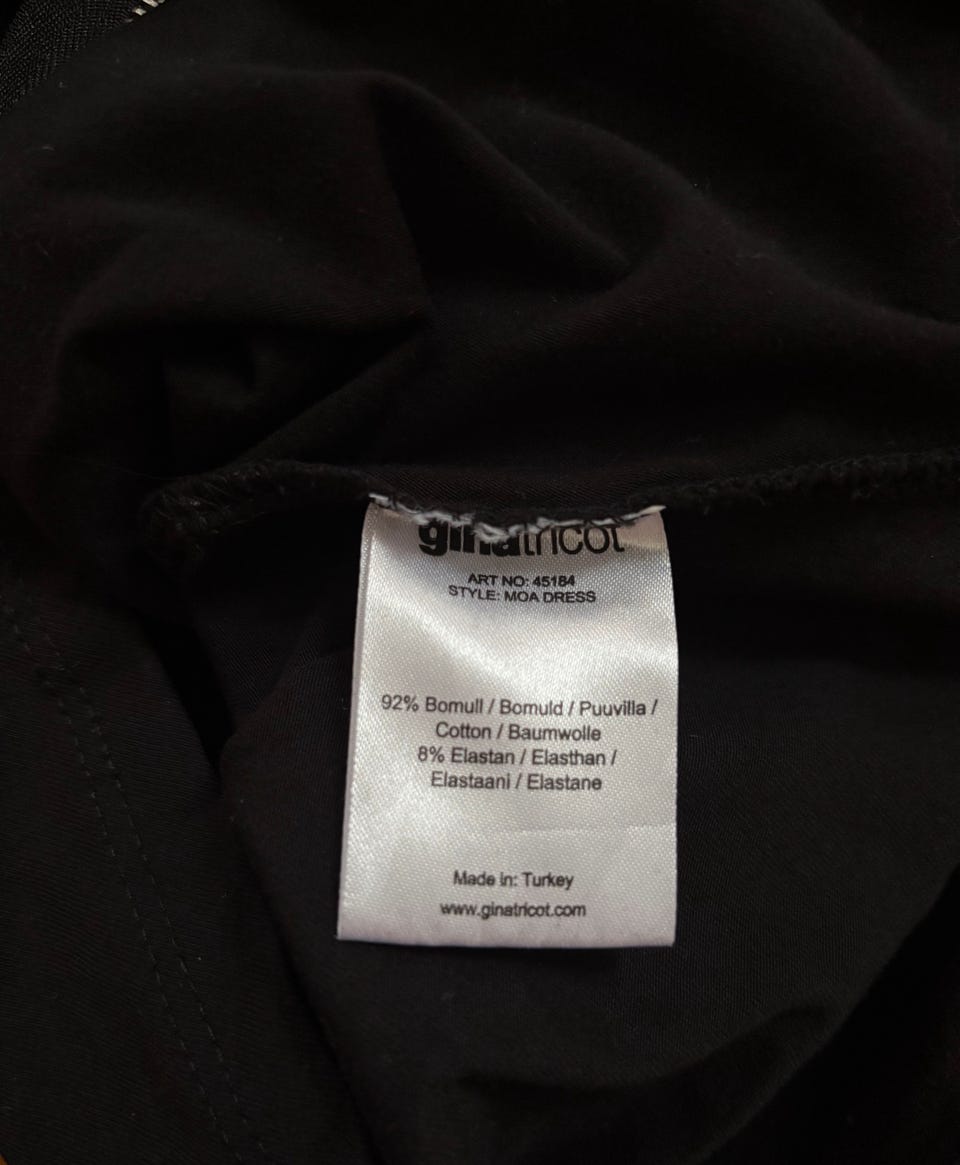 ginatricot
ART NO: 45184
STYLE: MOA DRESS
92% Bomull / Bomuld / Puuvilla /
Cotton / Baumwolle
8% Elastan / Elasthan /
Elastaani / Elastane
Made in: Turkey
www.ginatricot.com